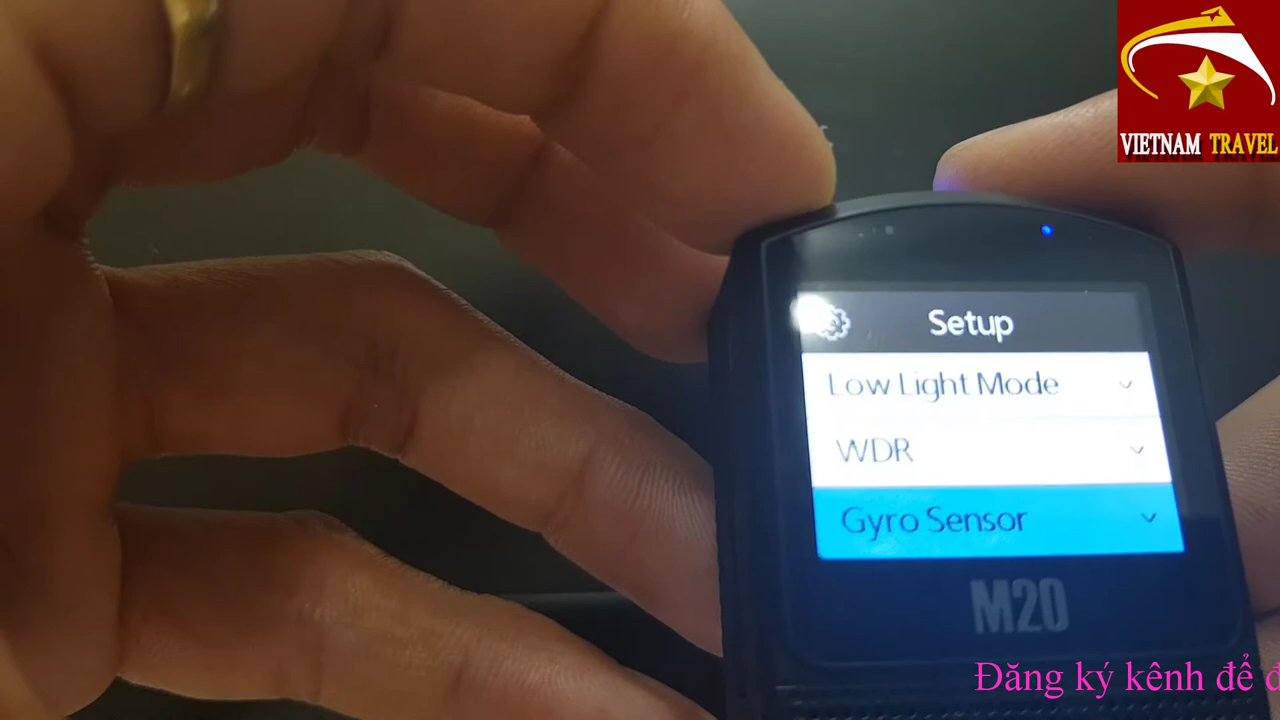 VIETNAM TRAVEL
Setup
Low Light Mode
WDR
Gyro Sensor
M20
Đăng ký kênh để